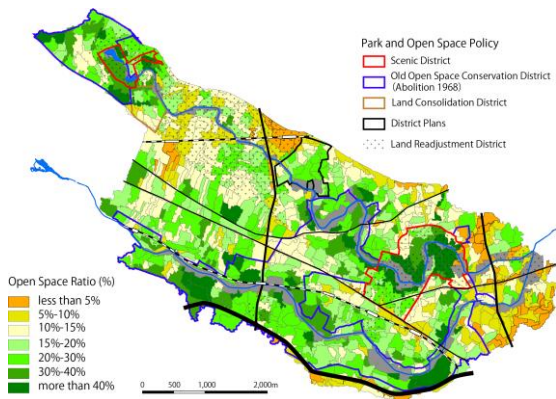 Park and Open Space Policy
Scenic District
Old Open Space Conservation District
(Abolition 1968)
Land Consolidation District
District Plans
Land Readjustment District
Open Space Ratio (%)
less than 5%
5%-10%
10%-15%
15%-20%
20%-30%
30%-40%
more than 40%
0 500 1,000 2,000m